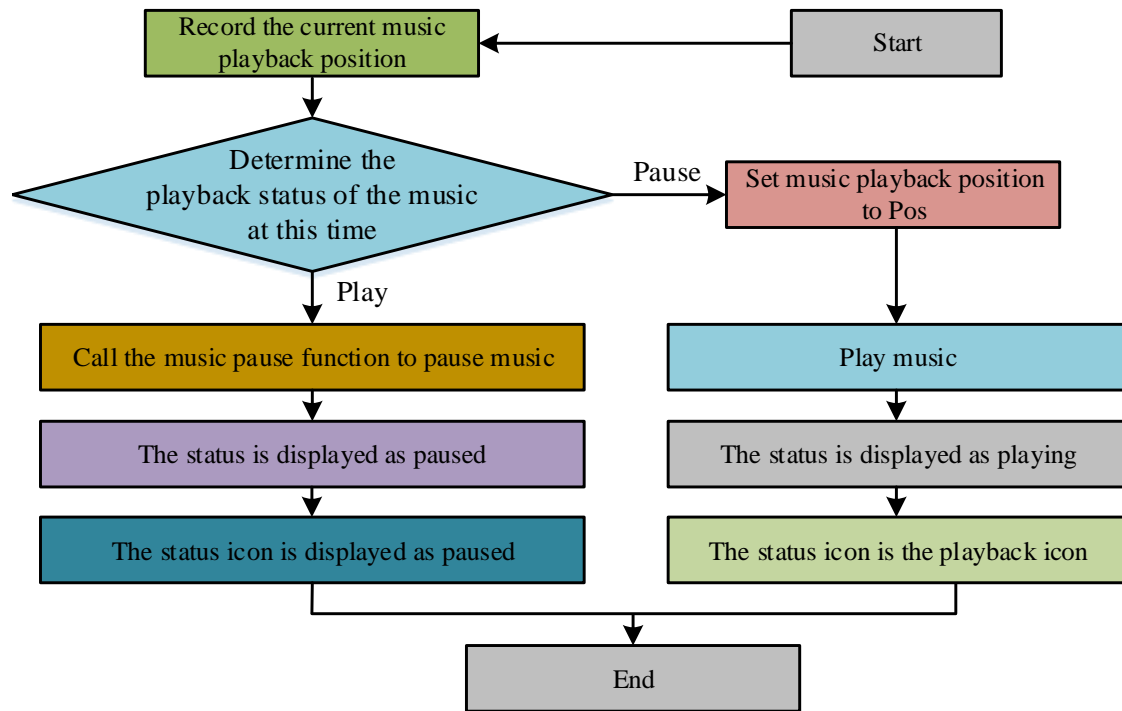 Record the current music
playback position
Start
Determine the
playback status of the music
at this time
Pause
Set music playback position
to Pos
Play
Call the music pause function to pause music
Play music
The status is displayed as paused
The status is displayed as playing
The status icon is displayed as paused
The status icon is the playback icon
End